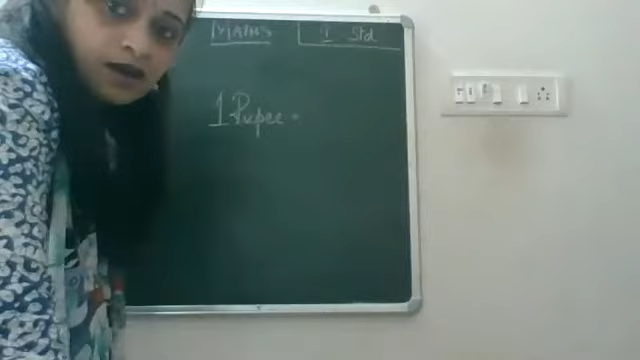 MATHS I Std
1 Rupee =